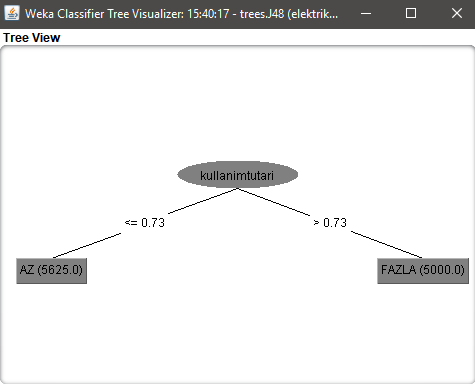 Weka Classifier Tree Visualizer: 15:40:17 - trees.J48 (elektrik...
Tree View
kullanimtutari
<= 0.73
> 0.73
AZ (5625.0)
FAZLA (5000.0)